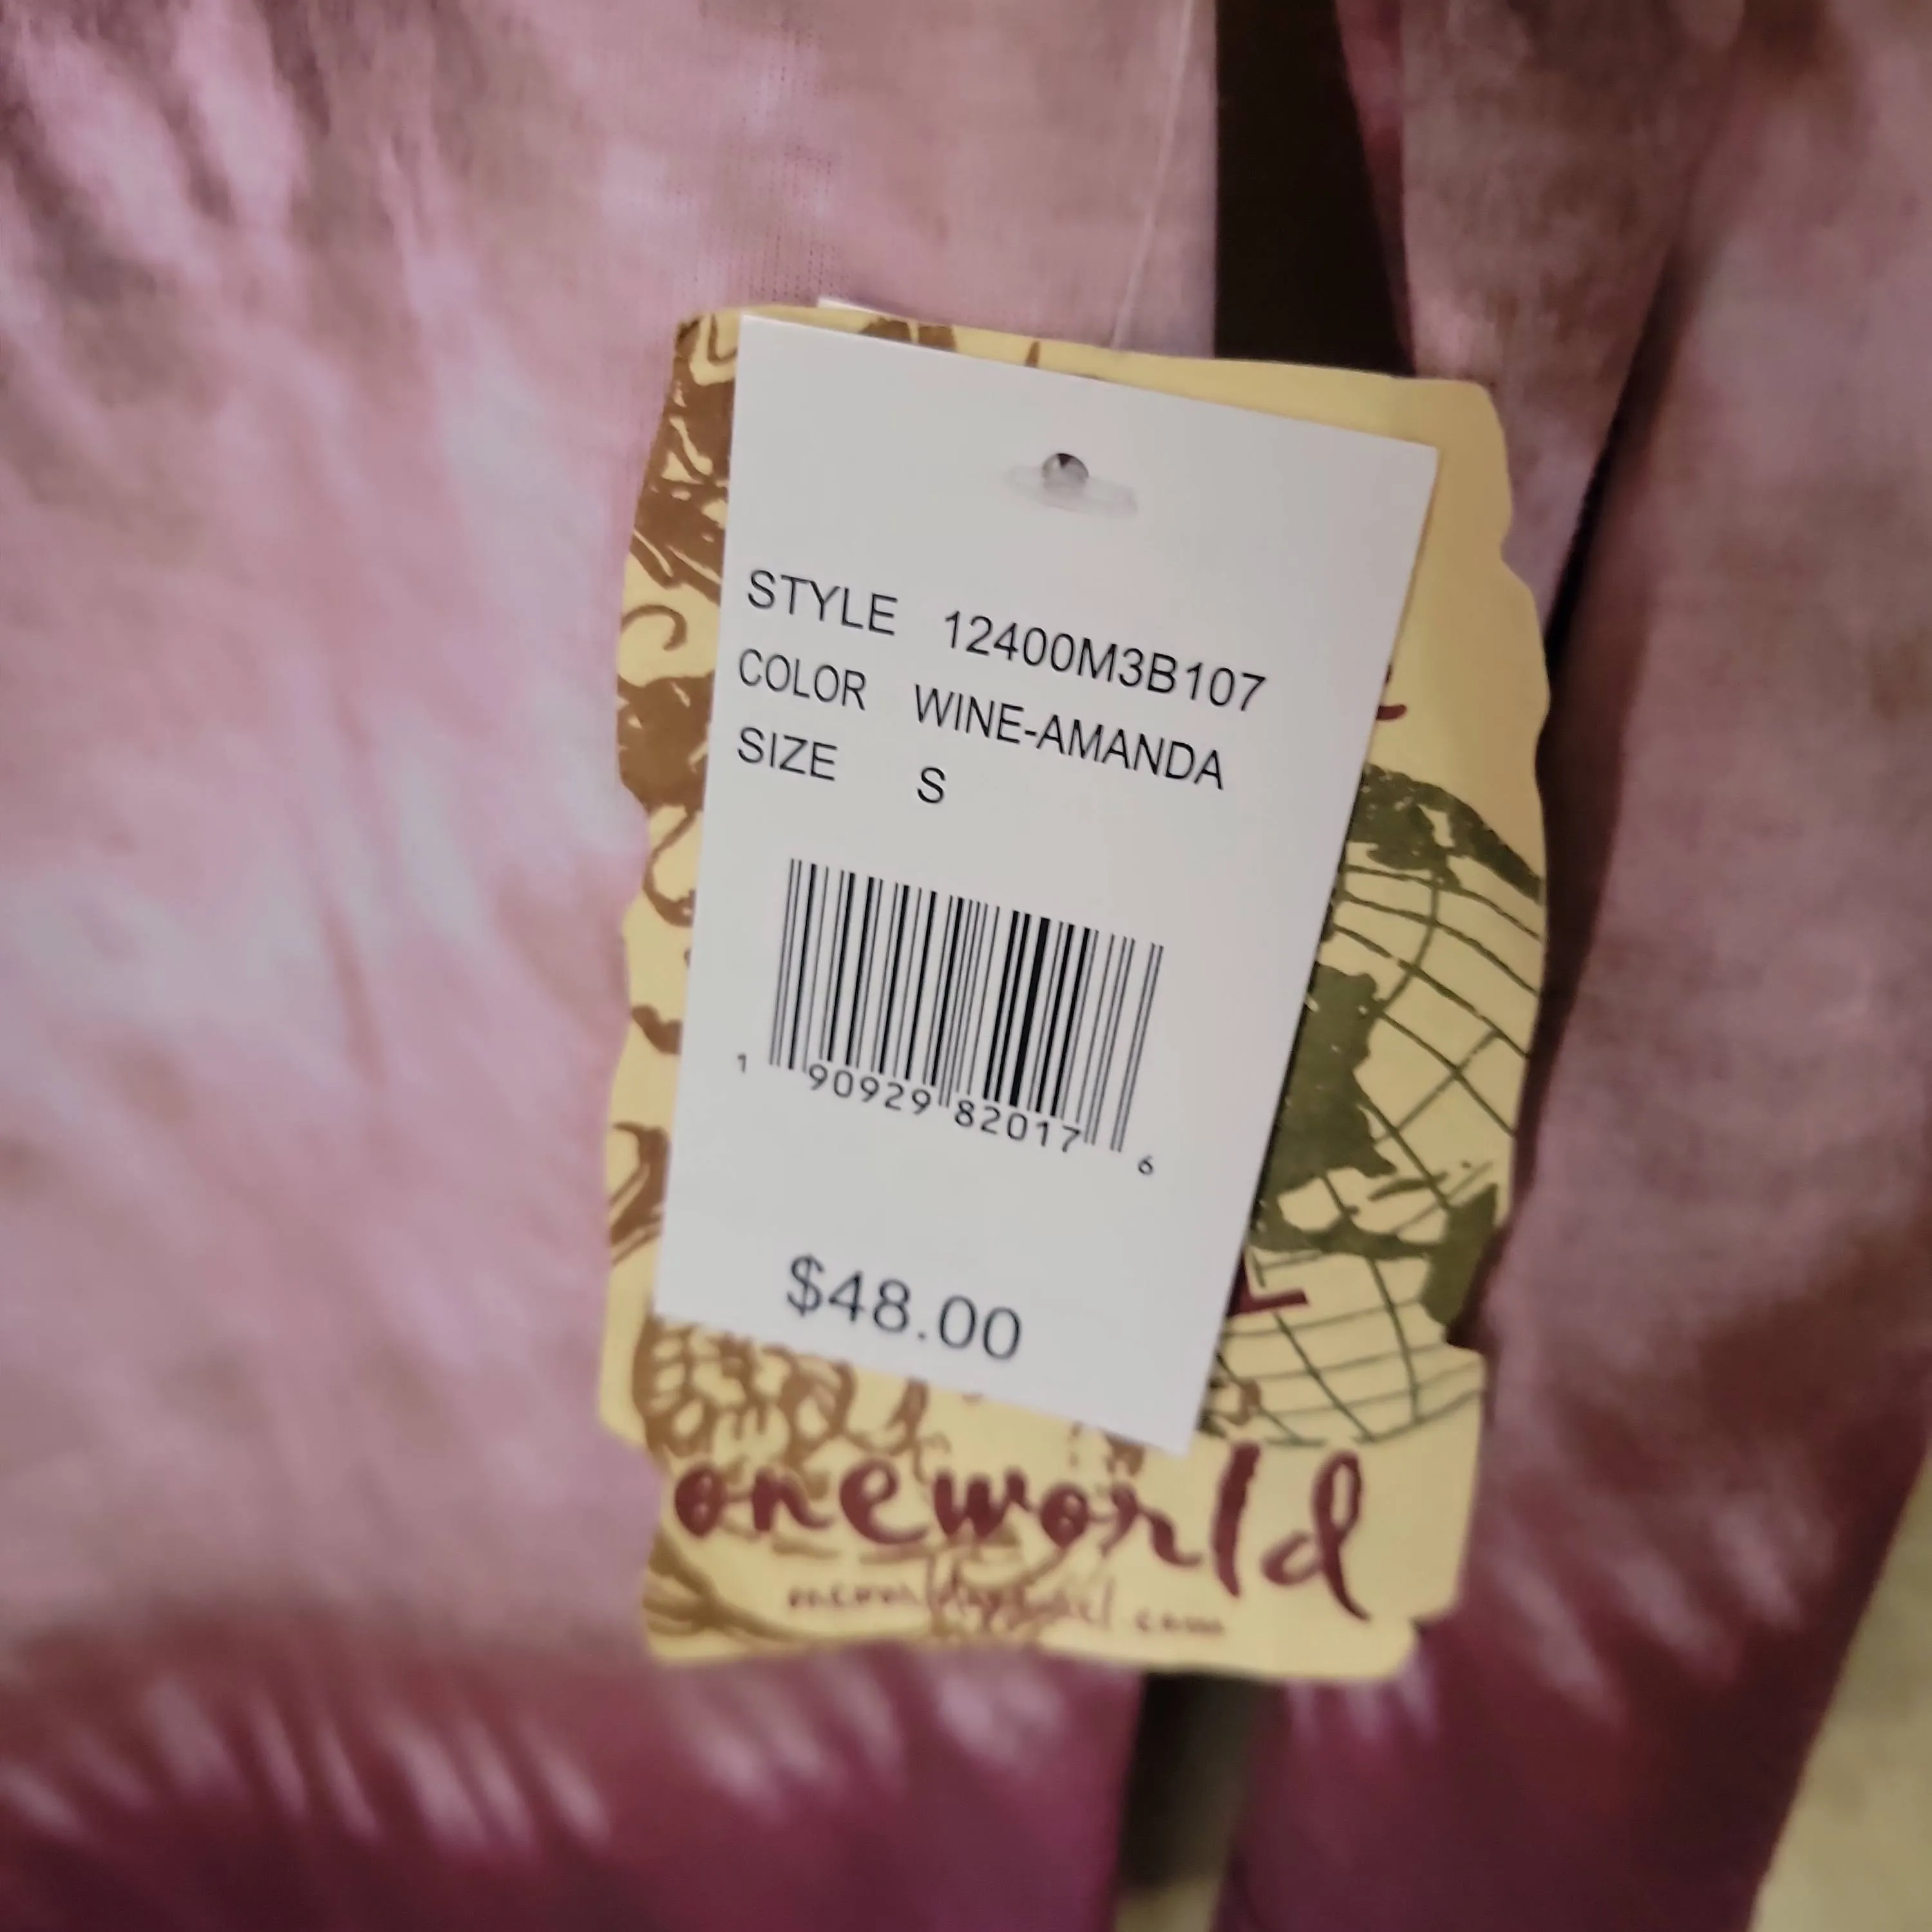 STYLE 12400M3B107
COLOR WINE-AMANDA
SIZE S
1 90929 82017 6
$48.00
oneworld